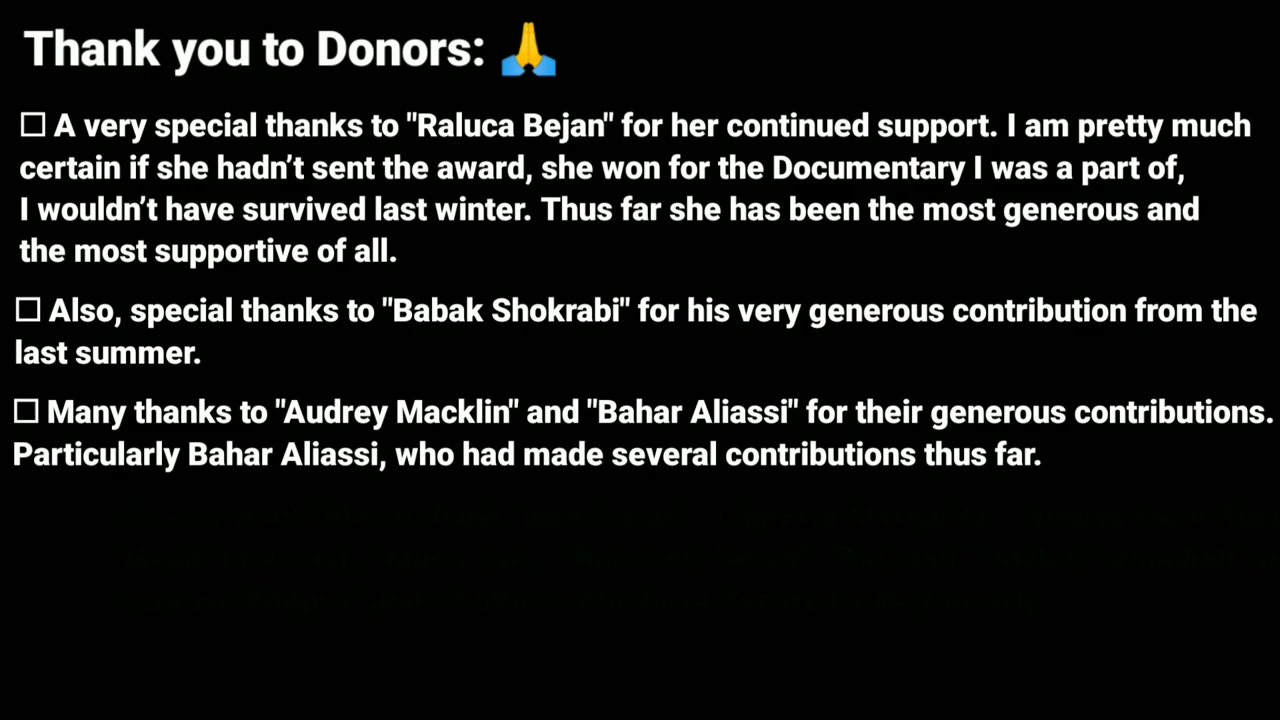 Thank you to Donors: 🙏
☐ A very special thanks to "Raluca Bejan" for her continued support. I am pretty much
certain if she hadn’t sent the award, she won for the Documentary I was a part of,
I wouldn’t have survived last winter. Thus far she has been the most generous and
the most supportive of all.
☐ Also, special thanks to "Babak Shokrabi" for his very generous contribution from the
last summer.
☐ Many thanks to "Audrey Macklin" and "Bahar Aliassi" for their generous contributions.
Particularly Bahar Aliassi, who had made several contributions thus far.